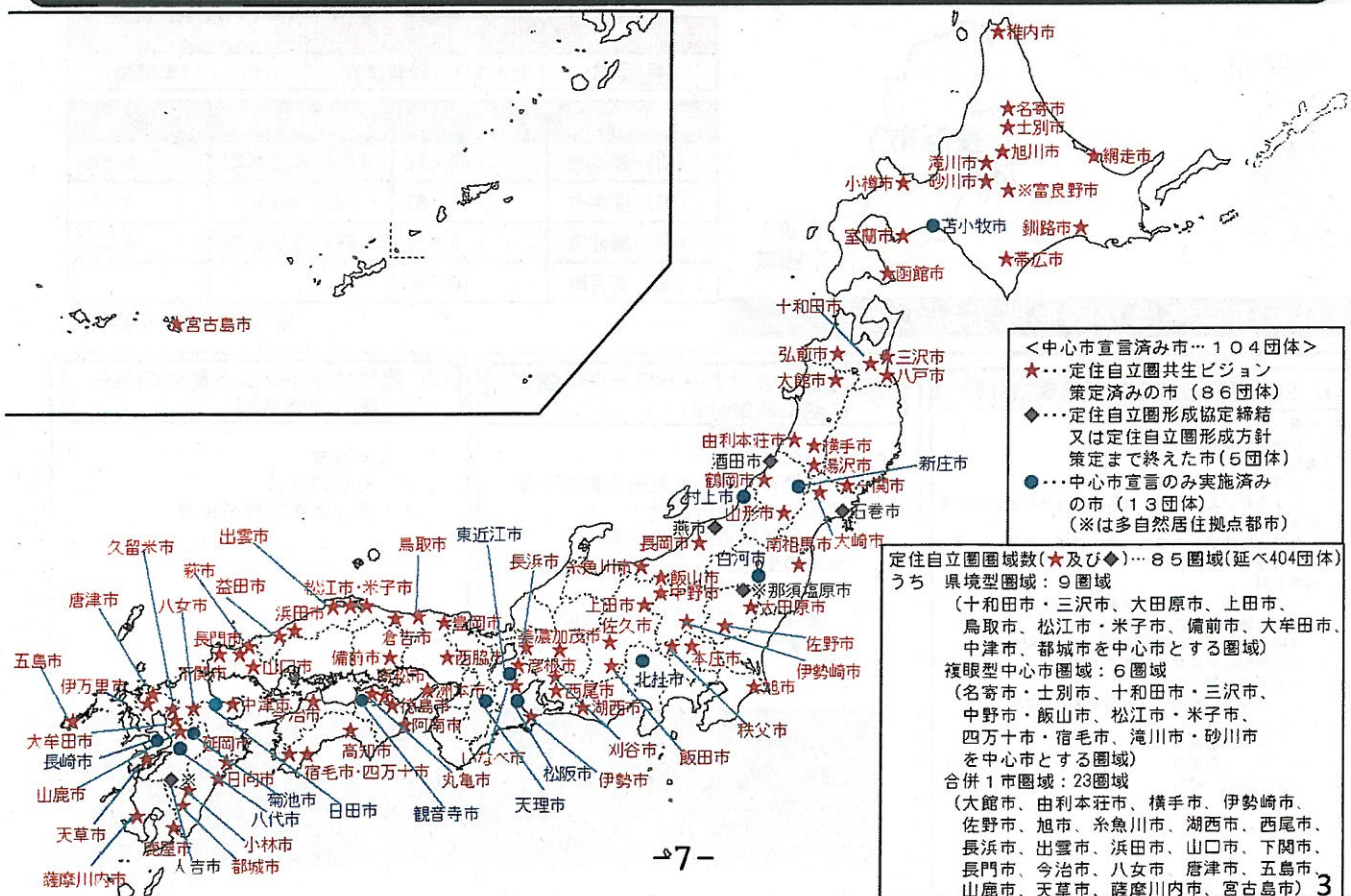 稚内市
名寄市
士別市
旭川市
網走市
滝川市
砂川市
小樽市
※富良野市
苫小牧市
釧路市
室蘭市
帯広市
函館市
宮古島市
十和田市
弘前市
三沢市
大館市
八戸市
由利本荘市
横手市
酒田市
湯沢市
新庄市
鶴岡市
一関市
村上市
山形市
石巻市
燕市
大崎市
長岡市
南相馬市
白河市
糸魚川市
飯山市
中野市
※那須塩原市
大田原市
上田市
佐久市
佐野市
本庄市
伊勢崎市
北杜市
旭市
秩父市
飯田市
東近江市
長浜市
美濃加茂市
彦根市
西尾市
湖西市
刈谷市
いなべ市
松阪市
伊勢市
天理市
出雲市
鳥取市
久留米市
萩市
益田市
松江市・米子市
唐津市
八女市
浜田市
倉吉市
豊岡市
長門市
備前市
西脇市
五島市
下関市
山口市
高松市
洲本市
伊万里市
中津市
今治市
徳島市
阿南市
大牟田市
延岡市
高知市
長崎市
宿毛市・四万十市
丸亀市
日向市
山鹿市
菊池市
日田市
観音寺市
八代市
天草市
※
小林市
鹿屋市
人吉市
都城市
薩摩川内市
<中心市宣言済み市…104団体>
★…定住自立圏共生ビジョン
策定済みの市(86団体)
◆…定住自立圏形成協定締結
又は定住自立圏形成方針
策定まで終えた市(5団体)
●…中心市宣言のみ実施済み
の市(13団体)
(※は多自然居住拠点都市)
定住自立圏圏域数(★及び◆)…85圏域(延べ404団体)
うち 県境型圏域:9圏域
(十和田市・三沢市、大田原市、上田市、
鳥取市、松江市・米子市、備前市、大牟田市、
中津市、都城市を中心市とする圏域)
複眼型中心市圏域:6圏域
(名寄市・士別市、十和田市・三沢市、
中野市・飯山市、松江市・米子市、
四万十市・宿毛市、滝川市・砂川市
を中心市とする圏域)
合併1市圏域:23圏域
(大館市、由利本荘市、横手市、伊勢崎市、
佐野市、旭市、糸魚川市、湖西市、西尾市、
長浜市、出雲市、浜田市、山口市、下関市、
長門市、今治市、八女市、唐津市、五島市、
山鹿市、天草市、薩摩川内市、宮古島市)
-7-
3